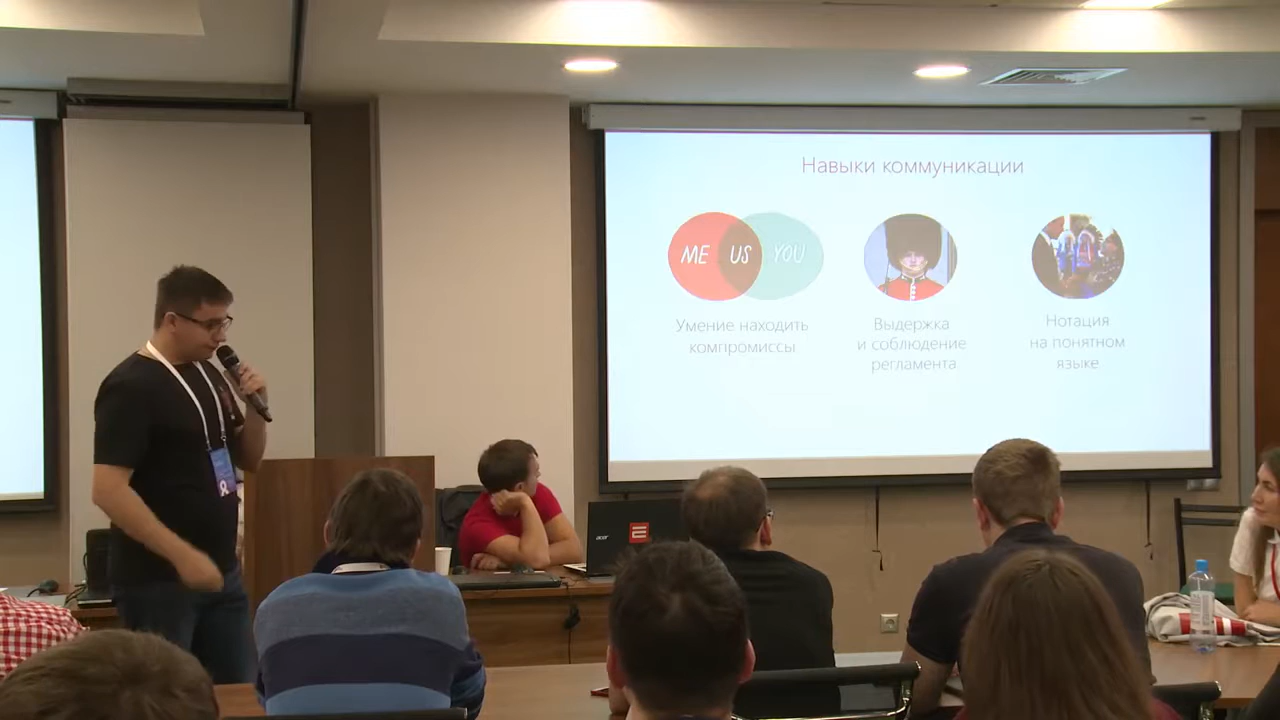 Навыки коммуникации
ME US YOU
Умение находить
компромиссы
Выдержка
и соблюдение
регламента
Нотация
на понятном
языке
acer